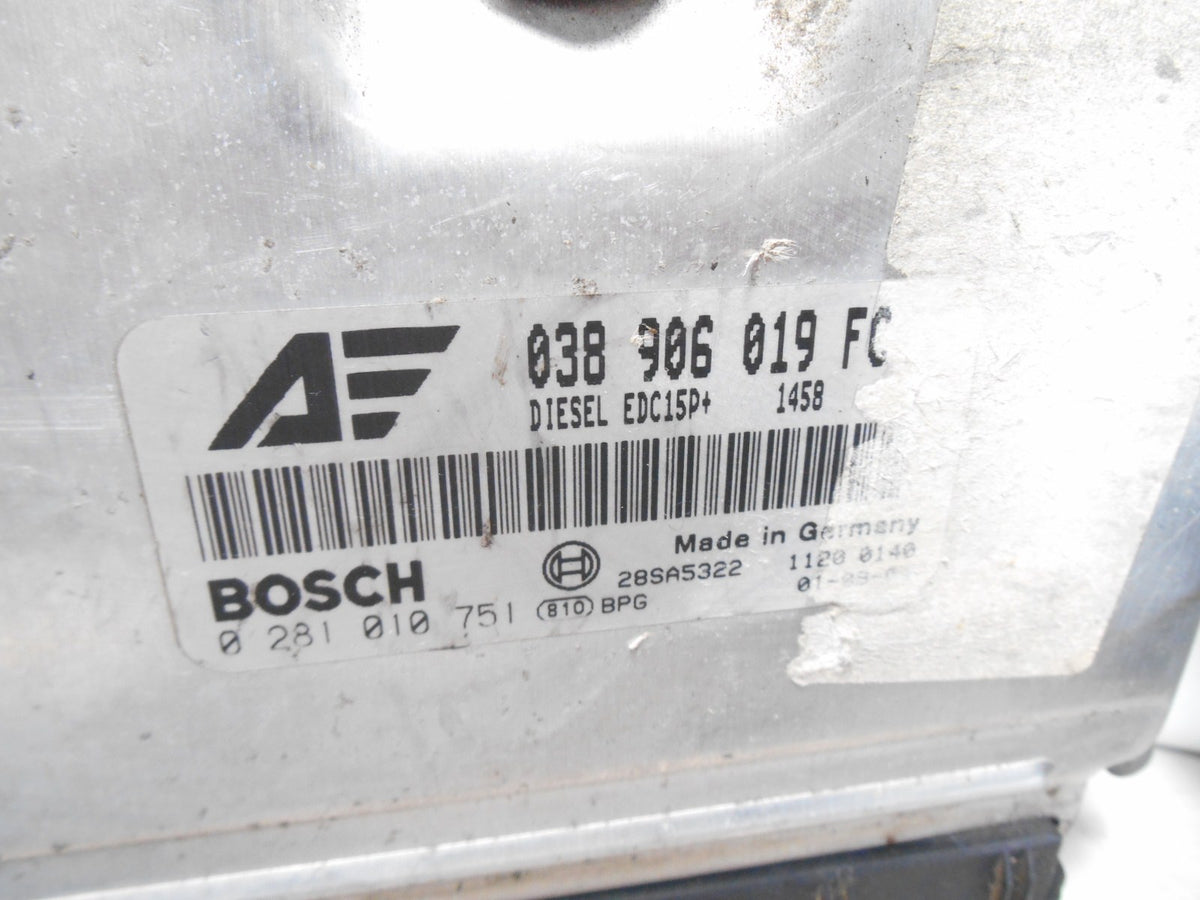 AE
038 906 019 FC
DIESEL EDC15P+ 1458
Made in Germany
BOSCH
28SA5322 1120 0140
0 281 010 751 (810) BPG